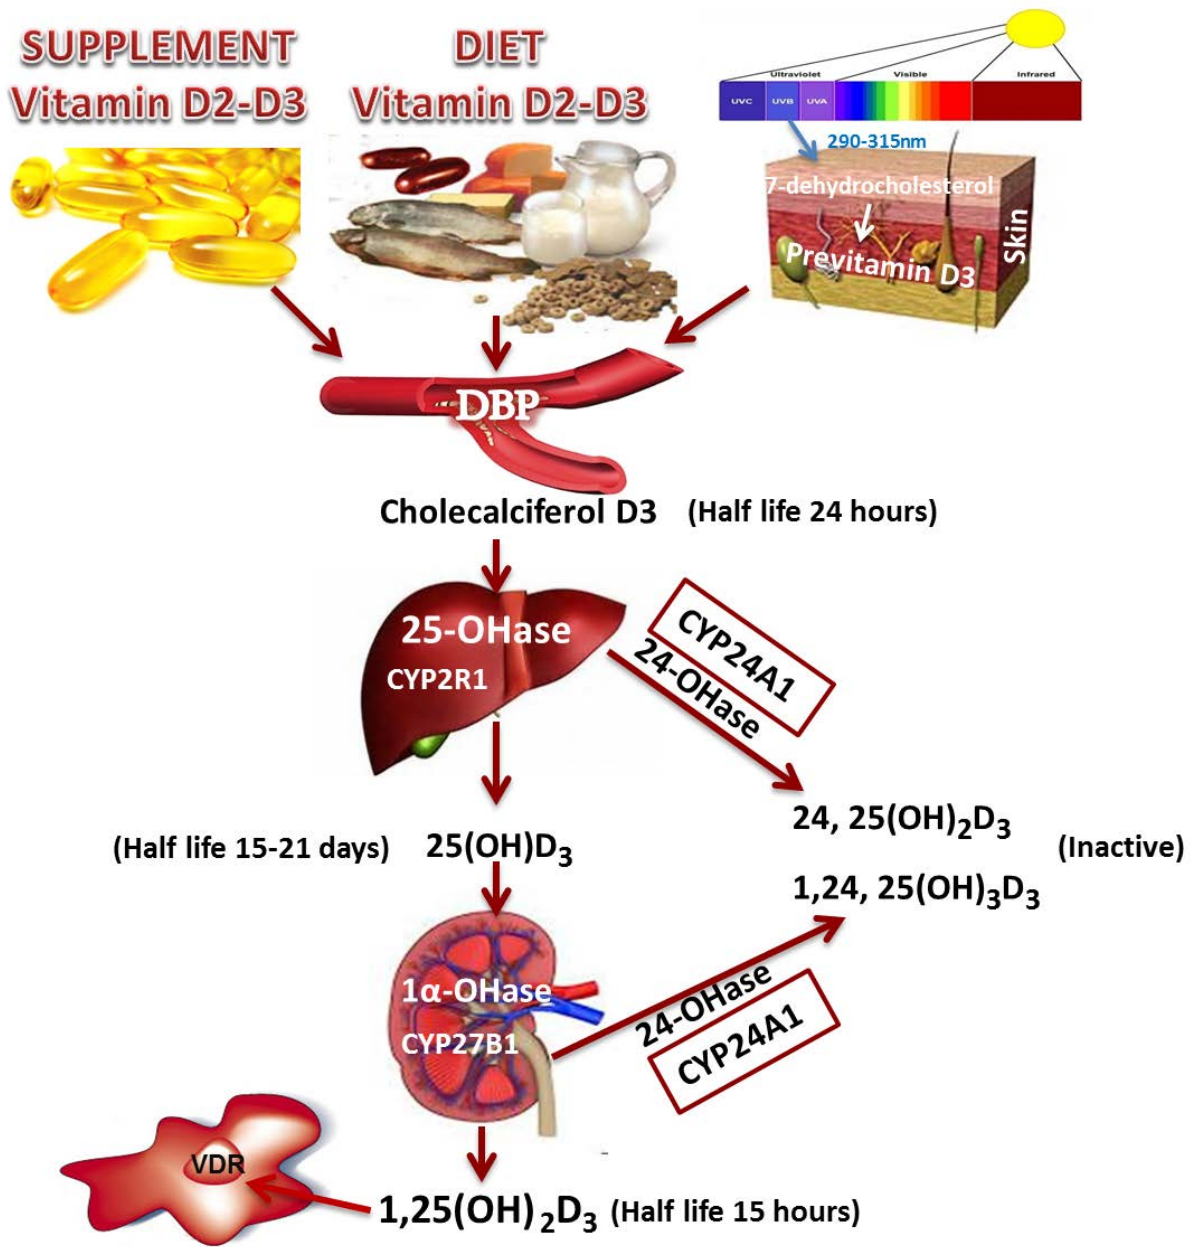 SUPPLEMENT
Vitamin D2-D3
DIET
Vitamin D2-D3
Ultraviolet
Visible
Infrared
UVC
UVB
UVA
290-315nm
7-dehydrocholesterol
Previtamin D3
Skin
DBP
Cholecalciferol D3 (Half life 24 hours)
25-OHase
CYP2R1
CYP24A1
24-OHase
24, 25(OH)₂D₃
(Half life 15-21 days) 25(OH)D₃
(Inactive)
1,24, 25(OH)₃D₃
1α-OHase
CYP27B1
24-OHase
CYP24A1
VDR
1,25(OH) ₂D₃ (Half life 15 hours)